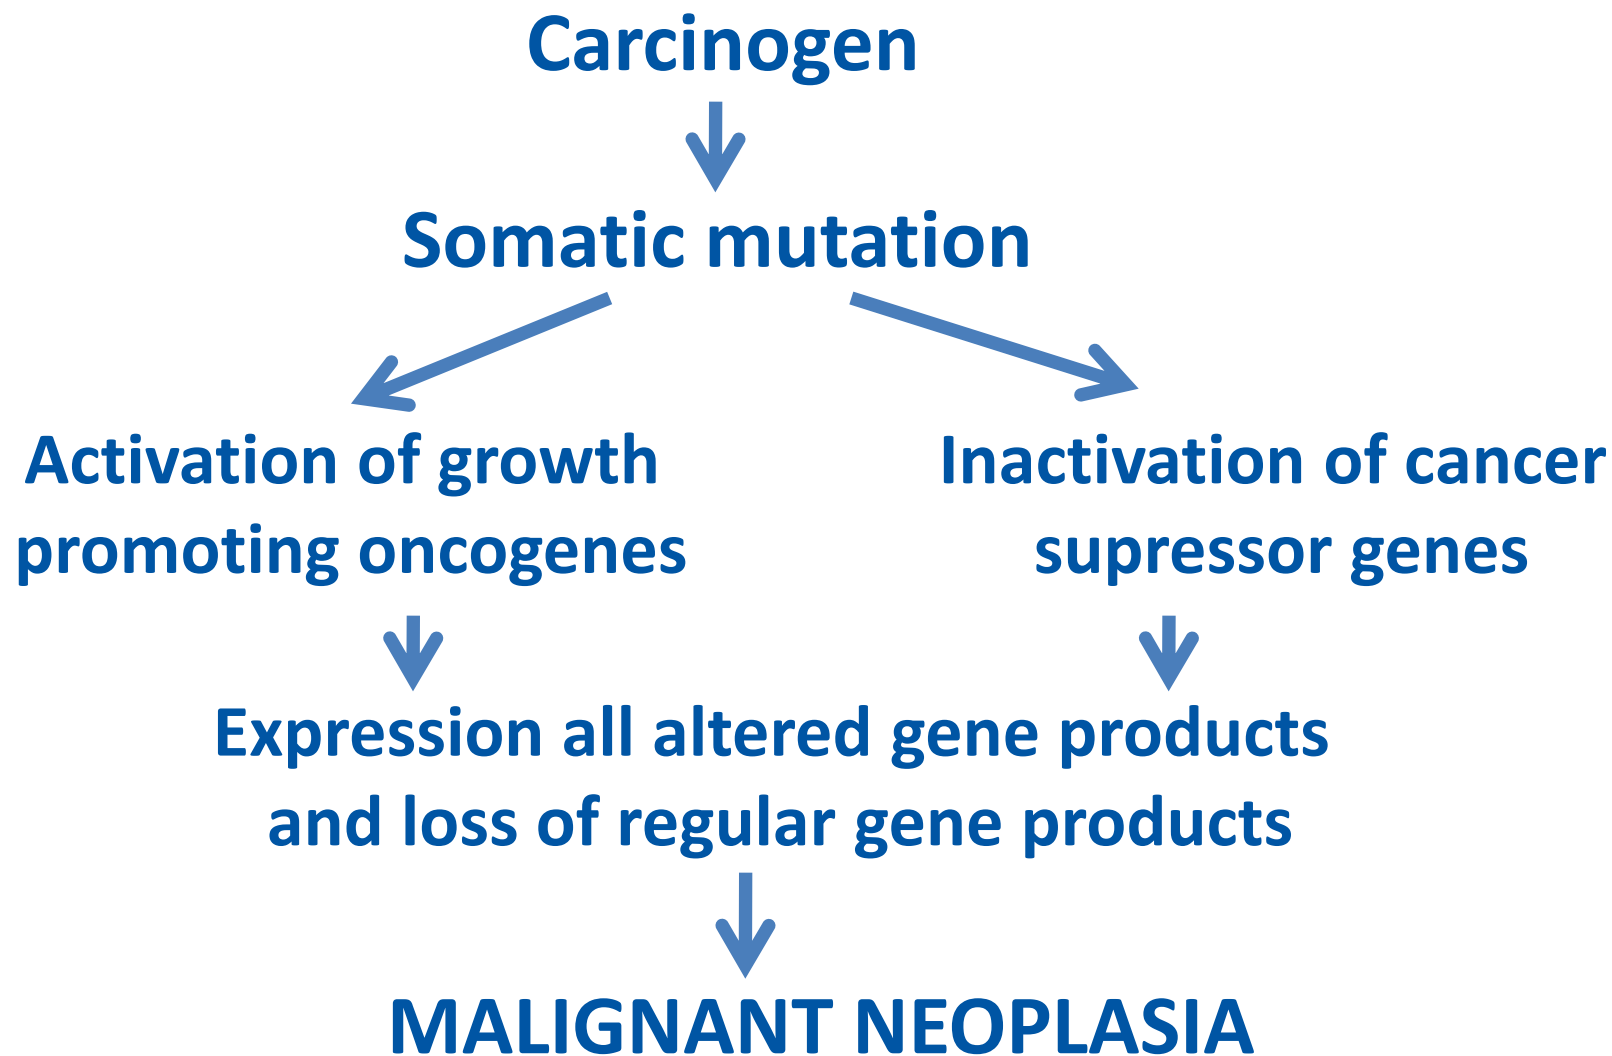 Carcinogen
Somatic mutation
Activation of growth
promoting oncogenes
Inactivation of cancer
supressor genes
Expression all altered gene products
and loss of regular gene products
MALIGNANT NEOPLASIA